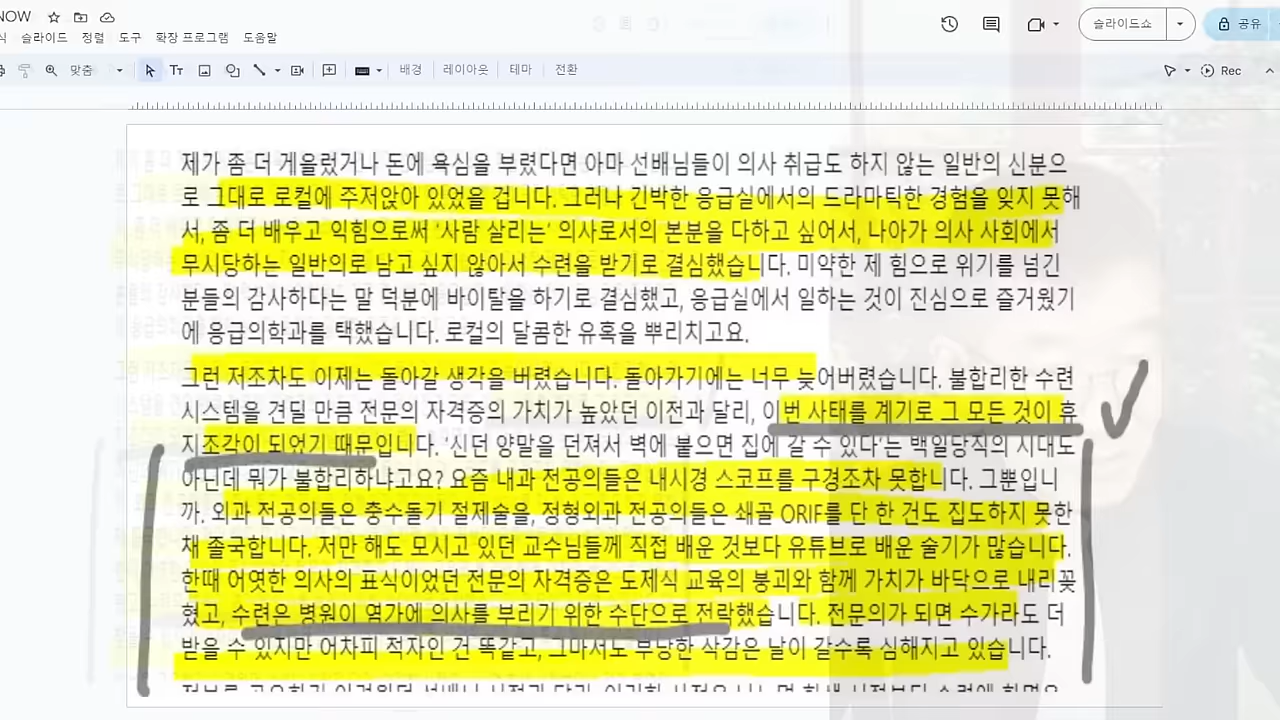 NOW
슬라이드 정렬 도구 확장 프로그램 도움말
슬라이드쇼
공유
맞춤
배경
레이아웃
테마
전환
Rec
제가 좀 더 게을렀거나 돈에 욕심을 부렸다면 아마 선배님들이 의사 취급도 하지 않는 일반의 신분으
로 그대로 로컬에 주저앉아 있었을 겁니다. 그러나 긴박한 응급실에서의 드라마틱한 경험을 잊지 못해
서, 좀 더 배우고 익힘으로써 '사람 살리는' 의사로서의 본분을 다하고 싶어서, 나아가 의사 사회에서
무시당하는 일반의로 남고 싶지 않아서 수련을 받기로 결심했습니다. 미약한 제 힘으로 위기를 넘긴
분들의 감사하다는 말 덕분에 바이탈을 하기로 결심했고, 응급실에서 일하는 것이 진심으로 즐거웠기
에 응급의학과를 택했습니다. 로컬의 달콤한 유혹을 뿌리치고요.
그런 저조차도 이제는 돌아갈 생각을 버렸습니다. 돌아가기에는 너무 늦어버렸습니다. 불합리한 수련
시스템을 견딜 만큼 전문의 자격증의 가치가 높았던 이전과 달리, 이번 사태를 계기로 그 모든 것이 휴
지조각이 되었기 때문입니다. '신던 양말을 던져서 벽에 붙으면 집에 갈 수 있다'는 백일당직의 시대도
아닌데 뭐가 불합리하냐고요? 요즘 내과 전공의들은 내시경 스코프를 구경조차 못합니다. 그뿐입니
까. 외과 전공의들은 충수돌기 절제술을, 정형외과 전공의들은 쇄골 ORIF를 단 한 건도 집도하지 못한
채 졸국합니다. 저만 해도 모시고 있던 교수님들께 직접 배운 것보다 유튜브로 배운 술기가 많습니다.
한때 어엿한 의사의 표식이었던 전문의 자격증은 도제식 교육의 붕괴와 함께 가치가 바닥으로 내리꽂
혔고, 수련은 병원이 염가에 의사를 부리기 위한 수단으로 전락했습니다. 전문의가 되면 수가라도 더
받을 수 있지만 어차피 적자인 건 똑같고, 그마저도 부당한 삭감은 날이 갈수록 심해지고 있습니다.